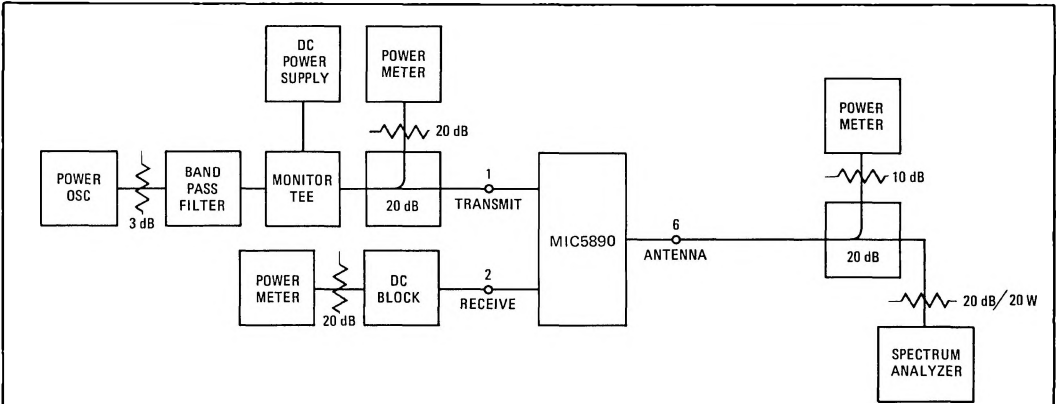 DC
POWER
SUPPLY
POWER
METER
20 dB
POWER
OSC
3 dB
BAND
PASS
FILTER
MONITOR
TEE
20 dB
1
TRANSMIT
POWER
METER
20 dB
DC
BLOCK
2
RECEIVE
MIC5890
6
ANTENNA
POWER
METER
10 dB
20 dB
20 dB/20 W
SPECTRUM
ANALYZER